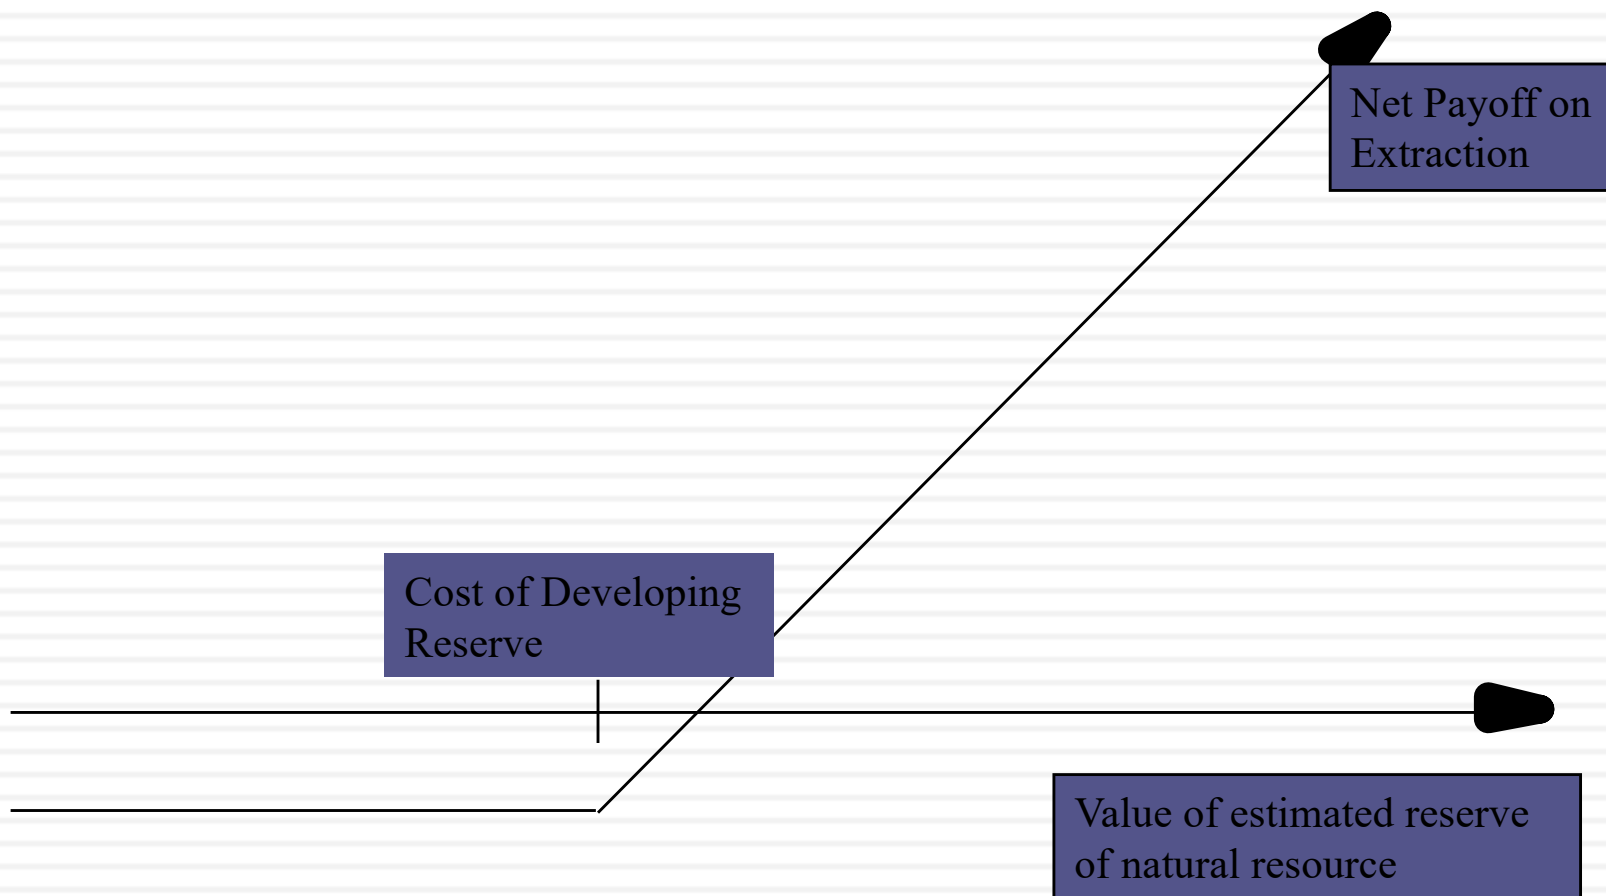 Net Payoff on
Extraction
Cost of Developing
Reserve
Value of estimated reserve
of natural resource